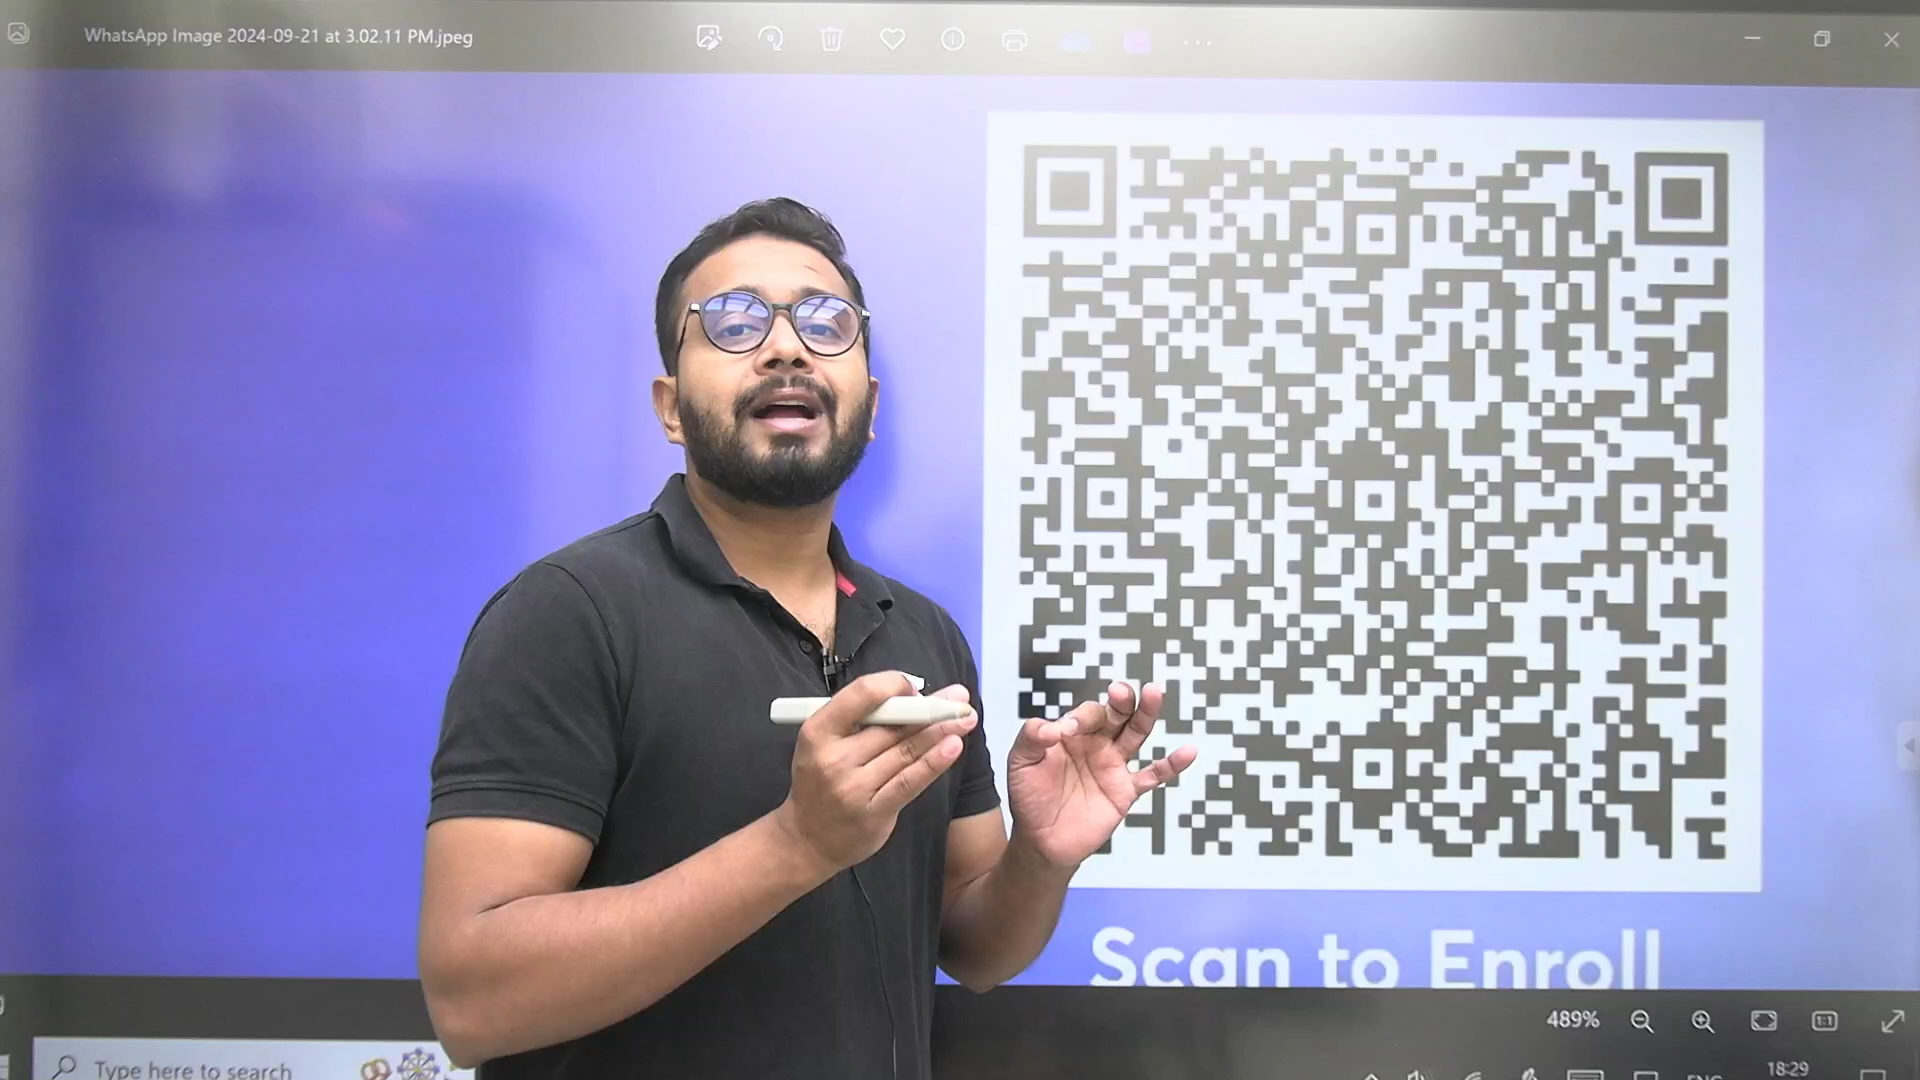 WhatsApp Image 2024-09-21 at 3.02.11 PM.jpeg
Scan to Enroll
489%
Type here to search
18:29